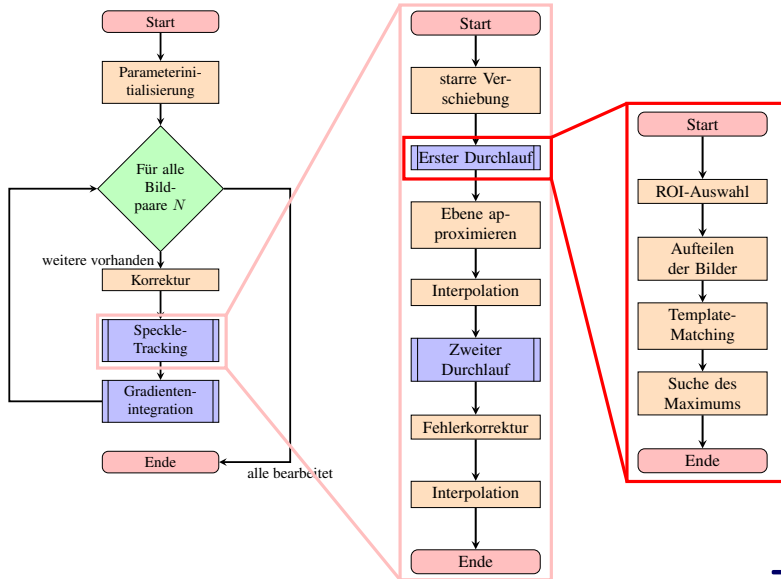 Start
Parameterini-
tialisierung
Für alle
Bild-
paare N
weitere vorhanden
Korrektur
Speckle-
Tracking
Gradienten-
integration
Ende
alle bearbeitet
Start
starre Ver-
schiebung
Erster Durchlauf
Ebene ap-
proximieren
Interpolation
Zweiter
Durchlauf
Fehlerkorrektur
Interpolation
Ende
Start
ROI-Auswahl
Aufteilen
der Bilder
Template-
Matching
Suche des
Maximums
Ende